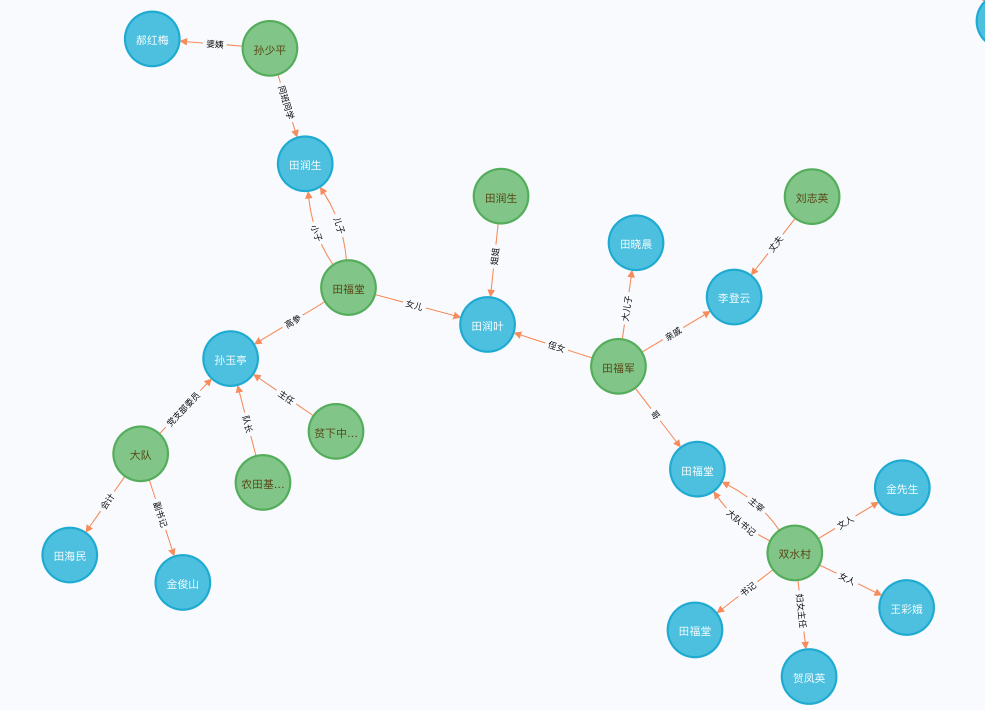 郝红梅
婆姨
孙少平
同班同学
田润生
小子
儿子
田福堂
女儿
田润生
姐姐
田润叶
侄女
田晓晨
大儿子
田福军
亲戚
李登云
丈夫
刘志英
高参
孙玉亭
党支部委员
队长
主任
贫下中...
农田基...
大队
会计
副书记
田海民
金俊山
哥
田福堂
主宰
大队书记
双水村
文人
金先生
女人
王彩娥
妇女主任
贺凤英
书记
田福堂